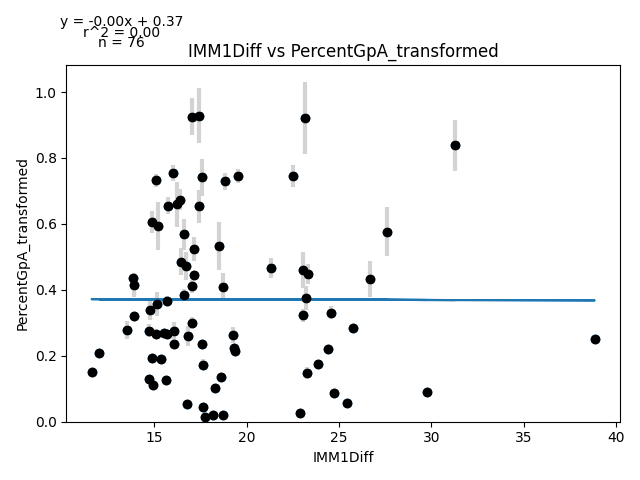 y = -0.00x + 0.37
r^2 = 0.00
n = 76
IMM1Diff vs PercentGpA_transformed
PercentGpA_transformed
1.0
0.8
0.6
0.4
0.2
0.0
15 20 25 30 35 40
IMM1Diff